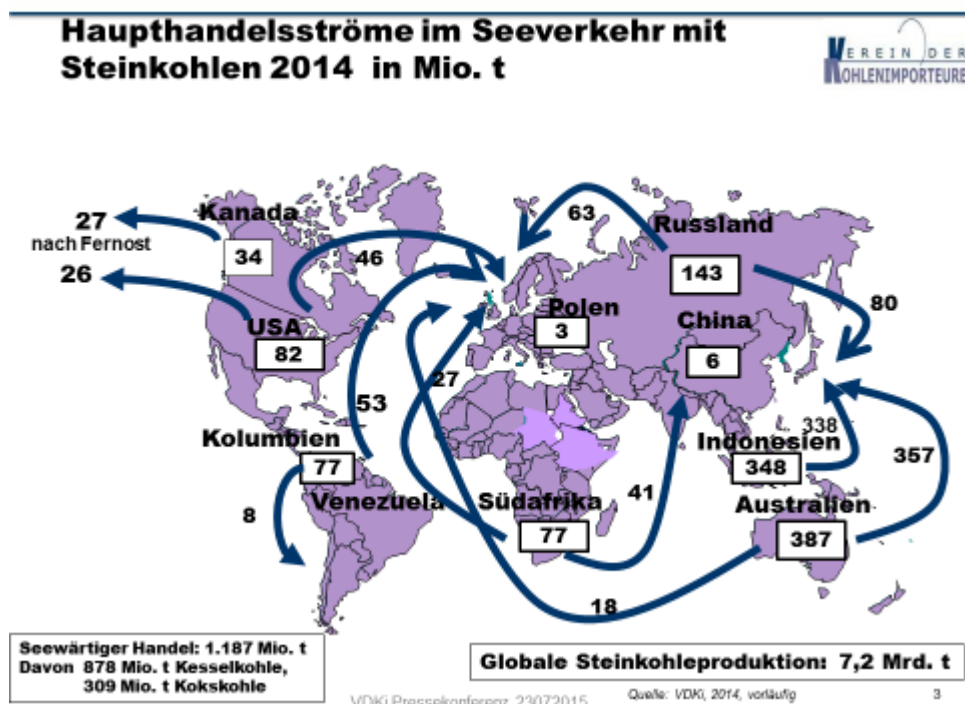 Haupthandelsströme im Seeverkehr mit
Steinkohlen 2014 in Mio. t
VEREIN DER
KOHLENIMPORTEURE
27
nach Fernost
26
Kanada
34
46
63
Russland
143
80
USA
82
Polen
3
China
6
27
53
338
Kolumbien
77
Indonesien
348
357
Venezuela
8
Südafrika
77
41
Australien
387
18
Seewärtiger Handel: 1.187 Mio. t
Davon 878 Mio. t Kesselkohle,
309 Mio. t Kokskohle
Globale Steinkohleproduktion: 7,2 Mrd. t
VDKi Pressekonferenz 23072015
Quelle: VDKi, 2014, vorläufig
3